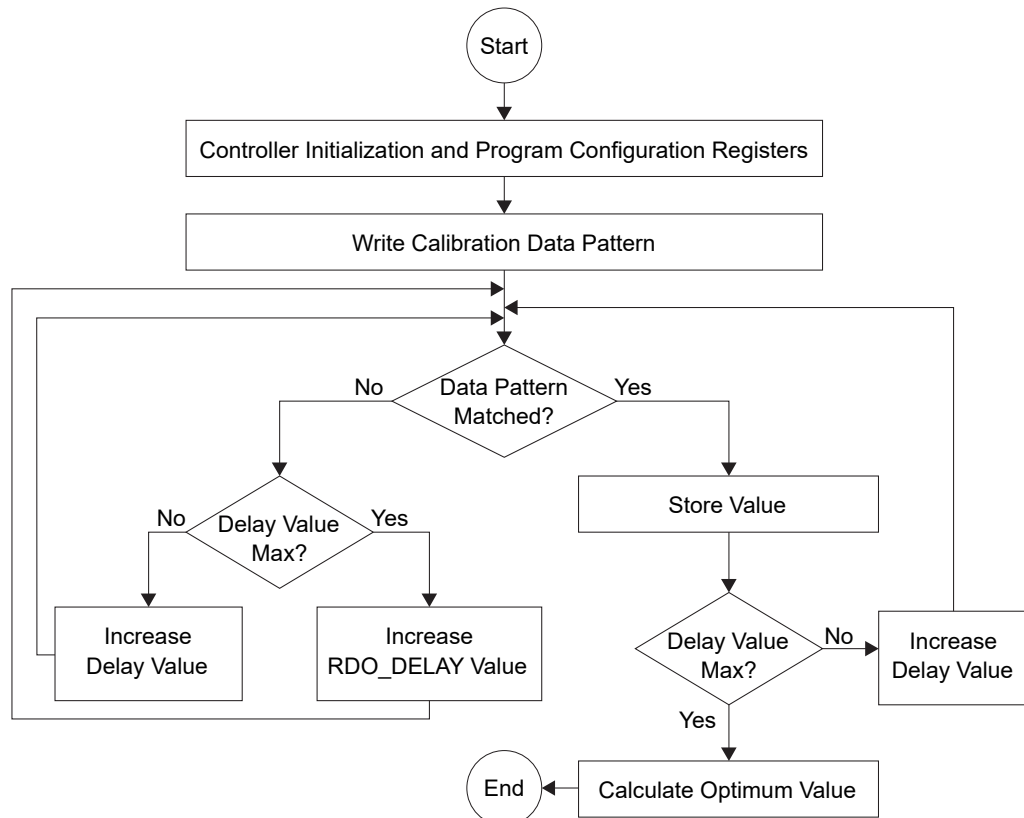 Start
Controller Initialization and Program Configuration Registers
Write Calibration Data Pattern
No
Data Pattern
Matched?
Yes
No
Delay Value
Max?
Yes
Store Value
Increase
Delay Value
Increase
RDO_DELAY Value
Delay Value
Max?
No
Increase
Delay Value
Yes
End
Calculate Optimum Value